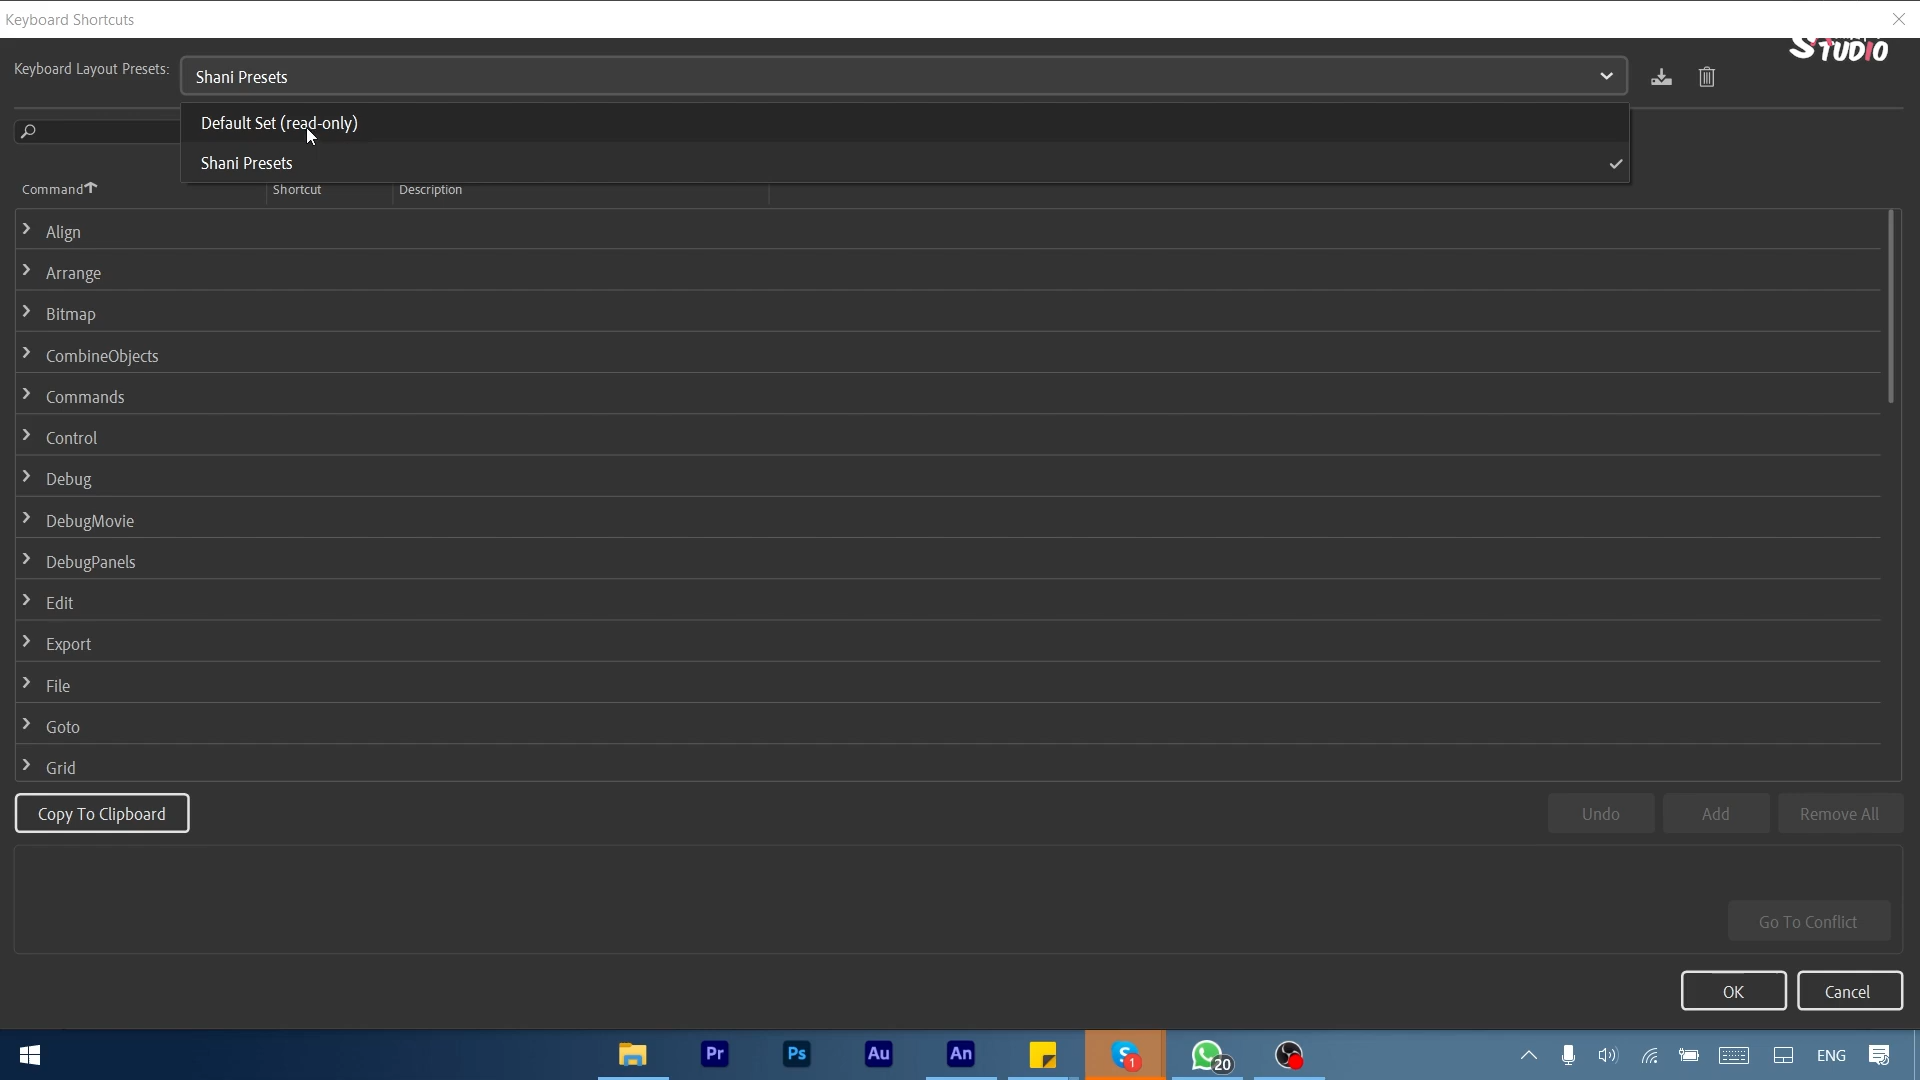 Keyboard Shortcuts
STUDIO
Keyboard Layout Presets: Shani Presets
Default Set (read-only)
Shani Presets
Command Shortcut Description
Align
Arrange
Bitmap
CombineObjects
Commands
Control
Debug
DebugMovie
DebugPanels
Edit
Export
File
Goto
Grid
Copy To Clipboard Undo Add Remove All
Go To Conflict
OK Cancel
Pr Ps Au An S 1 20 ENG